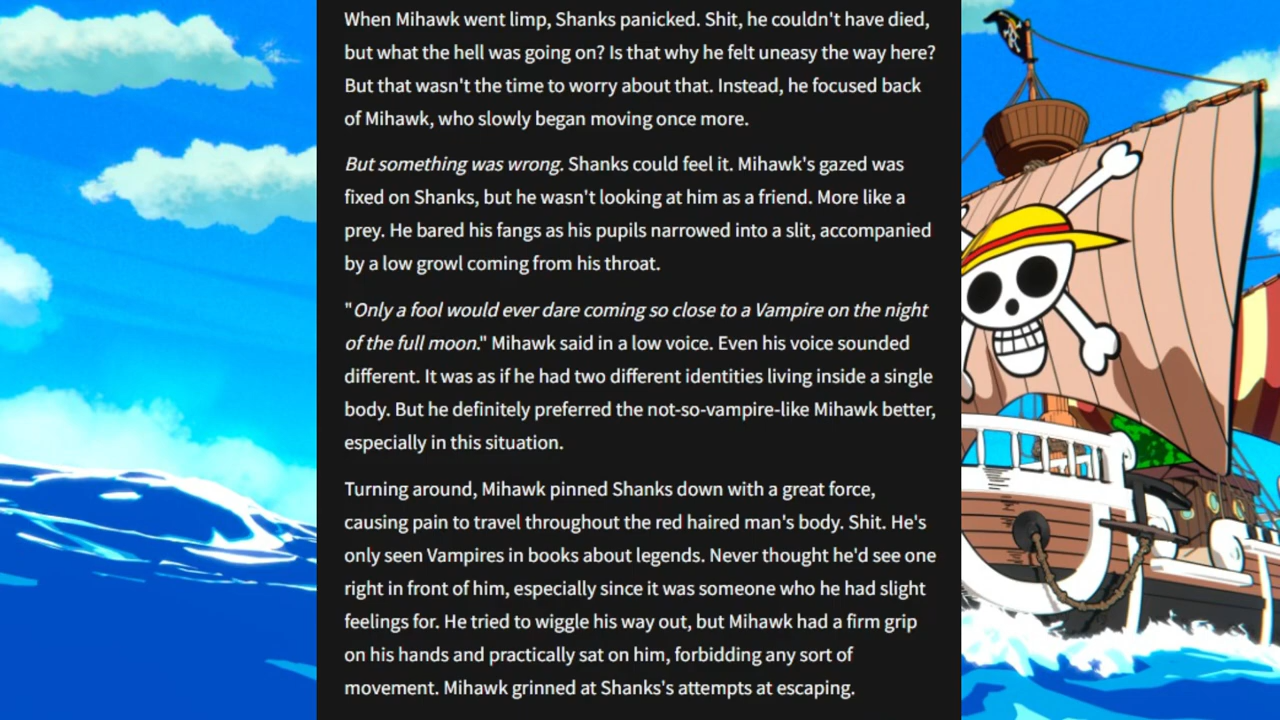 When Mihawk went limp, Shanks panicked. Shit, he couldn't have died,
but what the hell was going on? Is that why he felt uneasy the way here?
But that wasn't the time to worry about that. Instead, he focused back
of Mihawk, who slowly began moving once more.
But something was wrong. Shanks could feel it. Mihawk's gazed was
fixed on Shanks, but he wasn't looking at him as a friend. More like a
prey. He bared his fangs as his pupils narrowed into a slit, accompanied
by a low growl coming from his throat.
"Only a fool would ever dare coming so close to a Vampire on the night
of the full moon." Mihawk said in a low voice. Even his voice sounded
different. It was as if he had two different identities living inside a single
body. But he definitely preferred the not-so-vampire-like Mihawk better,
especially in this situation.
Turning around, Mihawk pinned Shanks down with a great force,
causing pain to travel throughout the red haired man's body. Shit. He's
only seen Vampires in books about legends. Never thought he'd see one
right in front of him, especially since it was someone who he had slight
feelings for. He tried to wiggle his way out, but Mihawk had a firm grip
on his hands and practically sat on him, forbidding any sort of
movement. Mihawk grinned at Shanks's attempts at escaping.